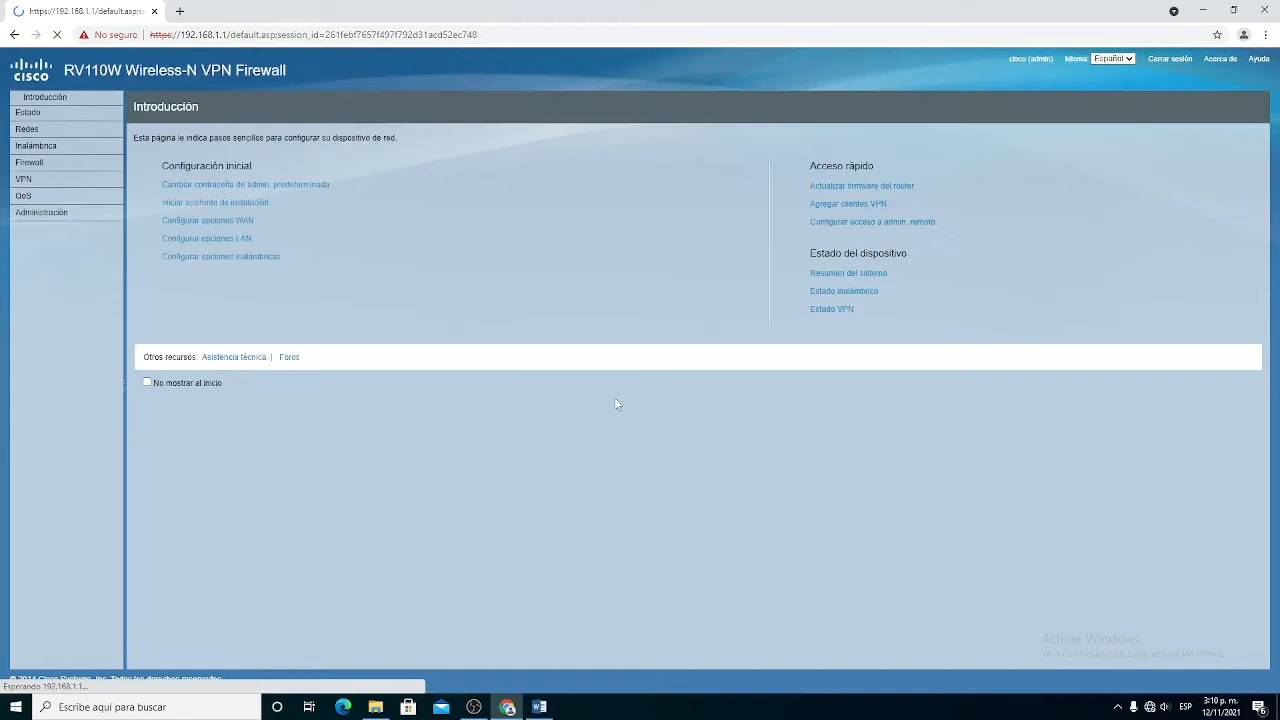 https://192.168.1.1/default.asp
No seguro | https://192.168.1.1/default.asp;session_id=261febf7657f497f792d31acd52ec748
CISCO RV110W Wireless-N VPN Firewall
cisco (admin) Idioma: Español Cerrar sesión Acerca de Ayuda
Introducción
Estado
Redes
Inalámbrica
Firewall
VPN
QoS
Administración
Introducción
Esta página le indica pasos sencillos para configurar su dispositivo de red.
Configuración inicial
Cambiar contraseña de admin. predeterminada
Iniciar asistente de instalación
Configurar opciones WAN
Configurar opciones LAN
Configurar opciones inalámbricas
Acceso rápido
Actualizar firmware del router
Agregar clientes VPN
Configurar acceso a admin. remoto
Estado del dispositivo
Resumen del sistema
Estado inalámbrico
Estado VPN
Otros recursos: Asistencia técnica | Foros
No mostrar al inicio
Activar Windows
Ve a Configuración para activar Windows.
© 2014 Cisco Systems, Inc. Todos los derechos reservados.
Esperando 192.168.1.1...
Escribe aquí para buscar
ESP
3:10 p. m.
12/11/2021